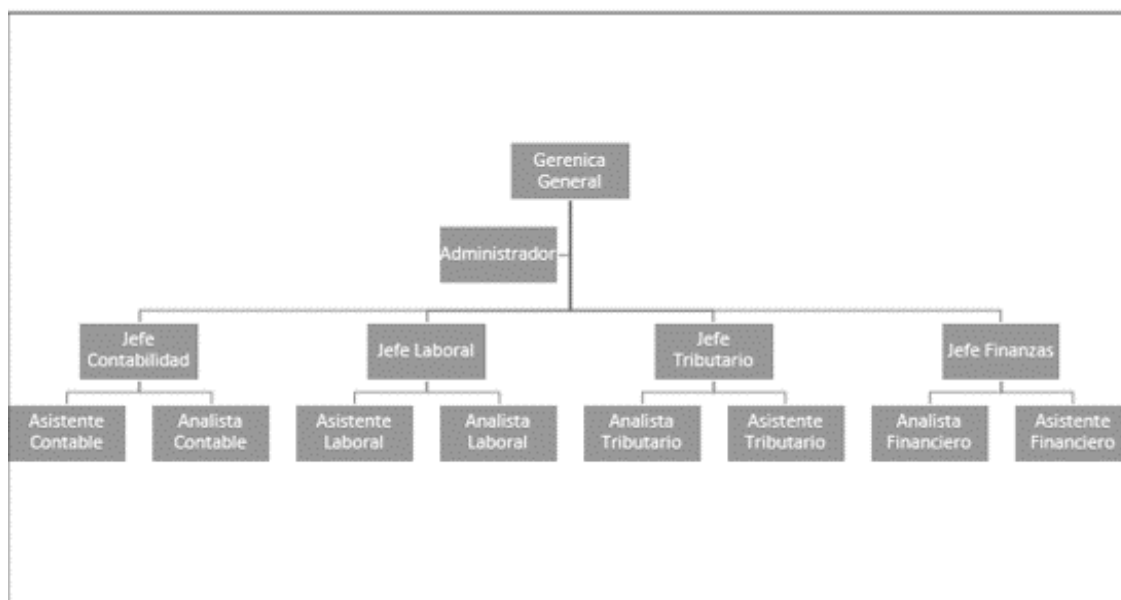 Gerenica
General
Administrador
Jefe
Contabilidad
Jefe Laboral
Jefe
Tributario
Jefe Finanzas
Asistente
Contable
Analista
Contable
Asistente
Laboral
Analista
Laboral
Analista
Tributario
Asistente
Tributario
Analista
Financiero
Asistente
Financiero